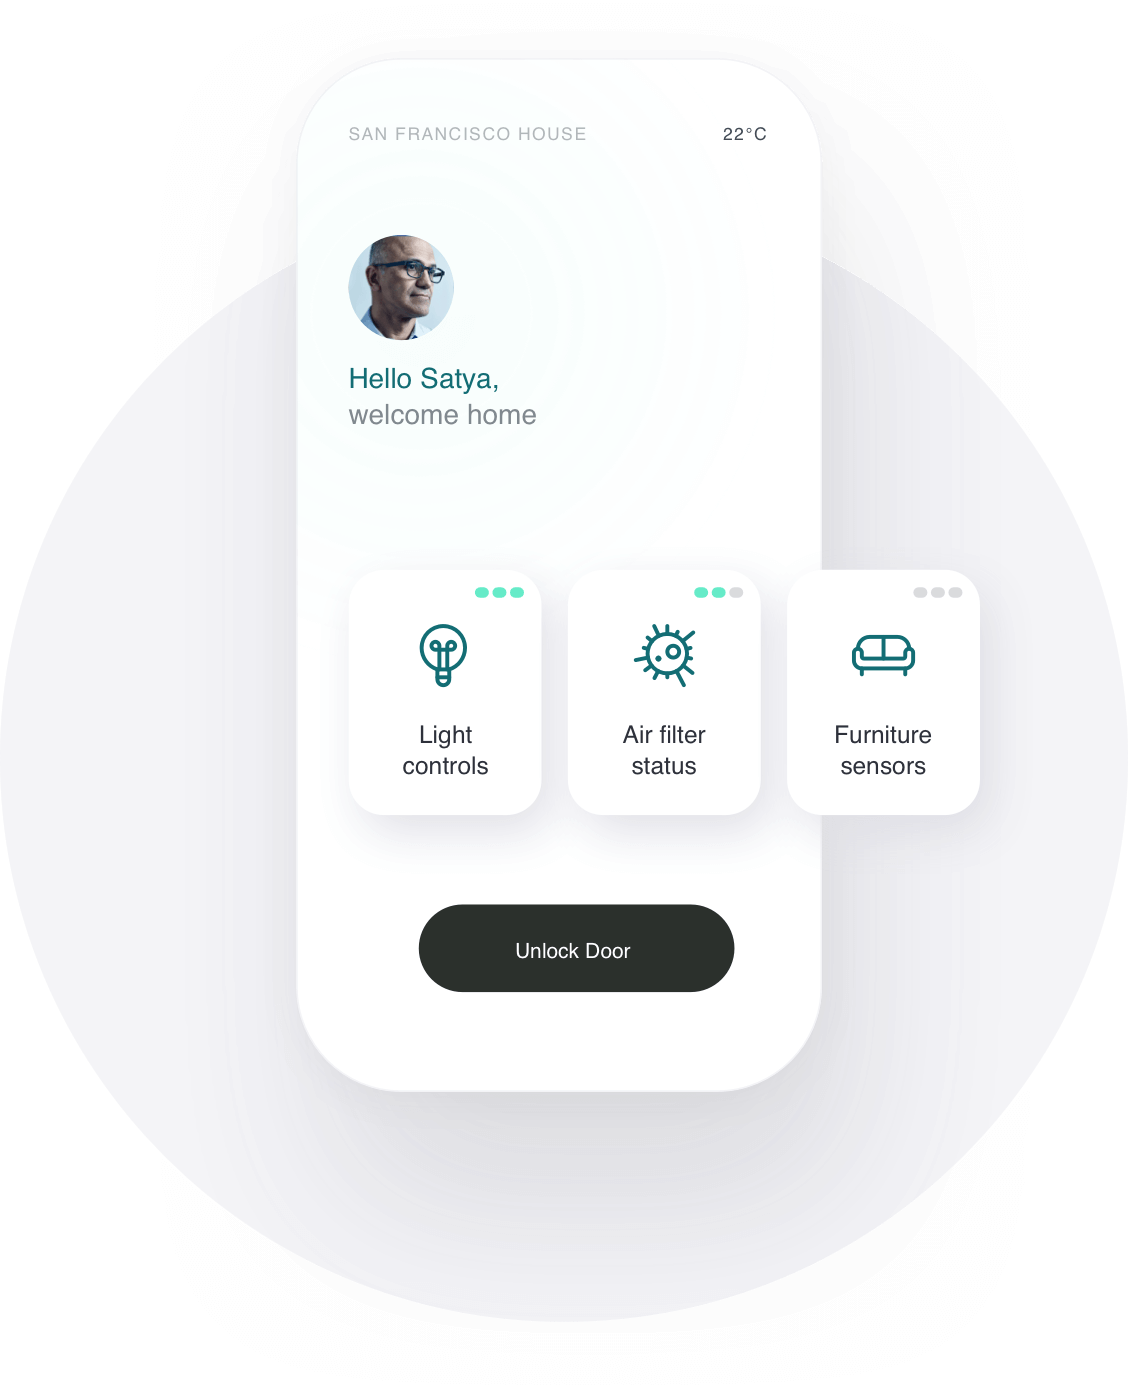 SAN FRANCISCO HOUSE
22°C
Hello Satya,
welcome home
Light
controls
Air filter
status
Furniture
sensors
Unlock Door